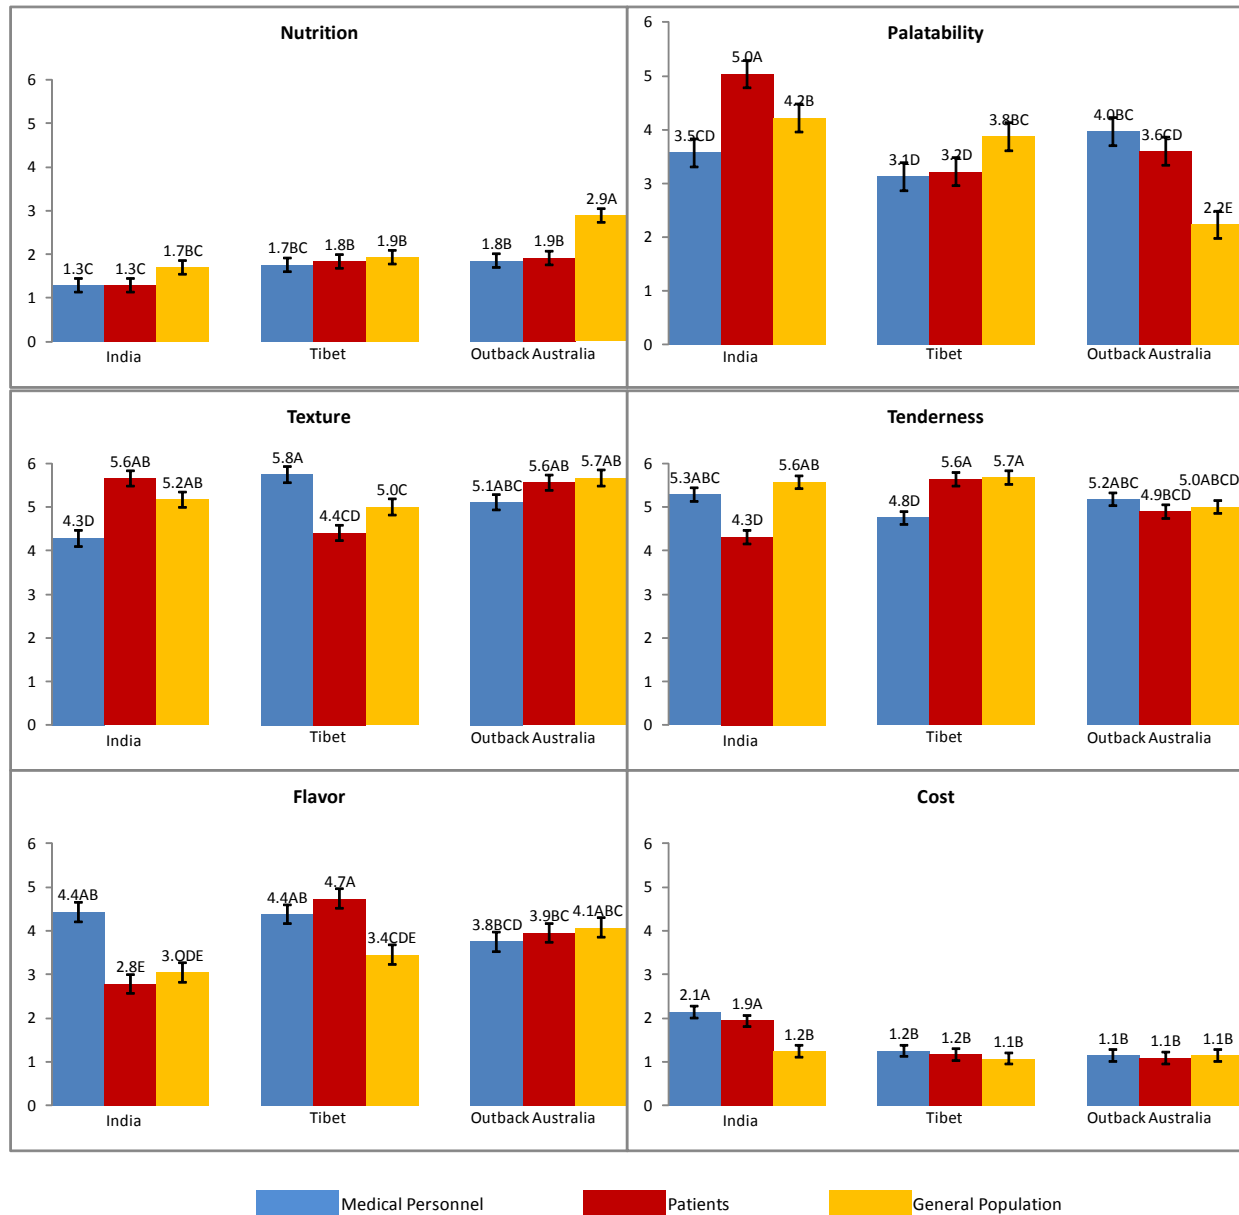 Nutrition
6
5
4
3
2
1
0
1.3C 1.3C 1.7BC
1.7BC 1.8B 1.9B
1.8B 1.9B 2.9A
India Tibet Outback Australia
Palatability
6
5
4
3
2
1
0
3.5CD 5.0A 4.2B
3.1D 3.2D 3.8BC
4.0BC 3.6CD 2.2E
India Tibet Outback Australia
Texture
6
5
4
3
2
1
0
4.3D 5.6AB 5.2AB
5.8A 4.4CD 5.0C
5.1ABC 5.6AB 5.7AB
India Tibet Outback Australia
Tenderness
6
5
4
3
2
1
0
5.3ABC 4.3D 5.6AB
4.8D 5.6A 5.7A
5.2ABC 4.9BCD 5.0ABCD
India Tibet Outback Australia
Flavor
6
5
4
3
2
1
0
4.4AB 2.8E 3.ODE
4.4AB 4.7A 3.4CDE
3.8BCD 3.9BC 4.1ABC
India Tibet Outback Australia
Cost
6
5
4
3
2
1
0
2.1A 1.9A 1.2B
1.2B 1.2B 1.1B
1.1B 1.1B 1.1B
India Tibet Outback Australia
Medical Personnel Patients General Population